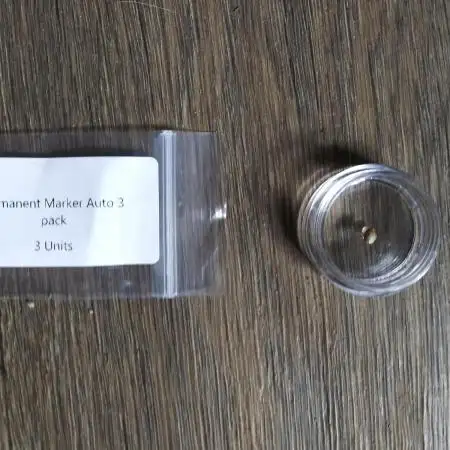 manent Marker Auto 3
pack
3 Units